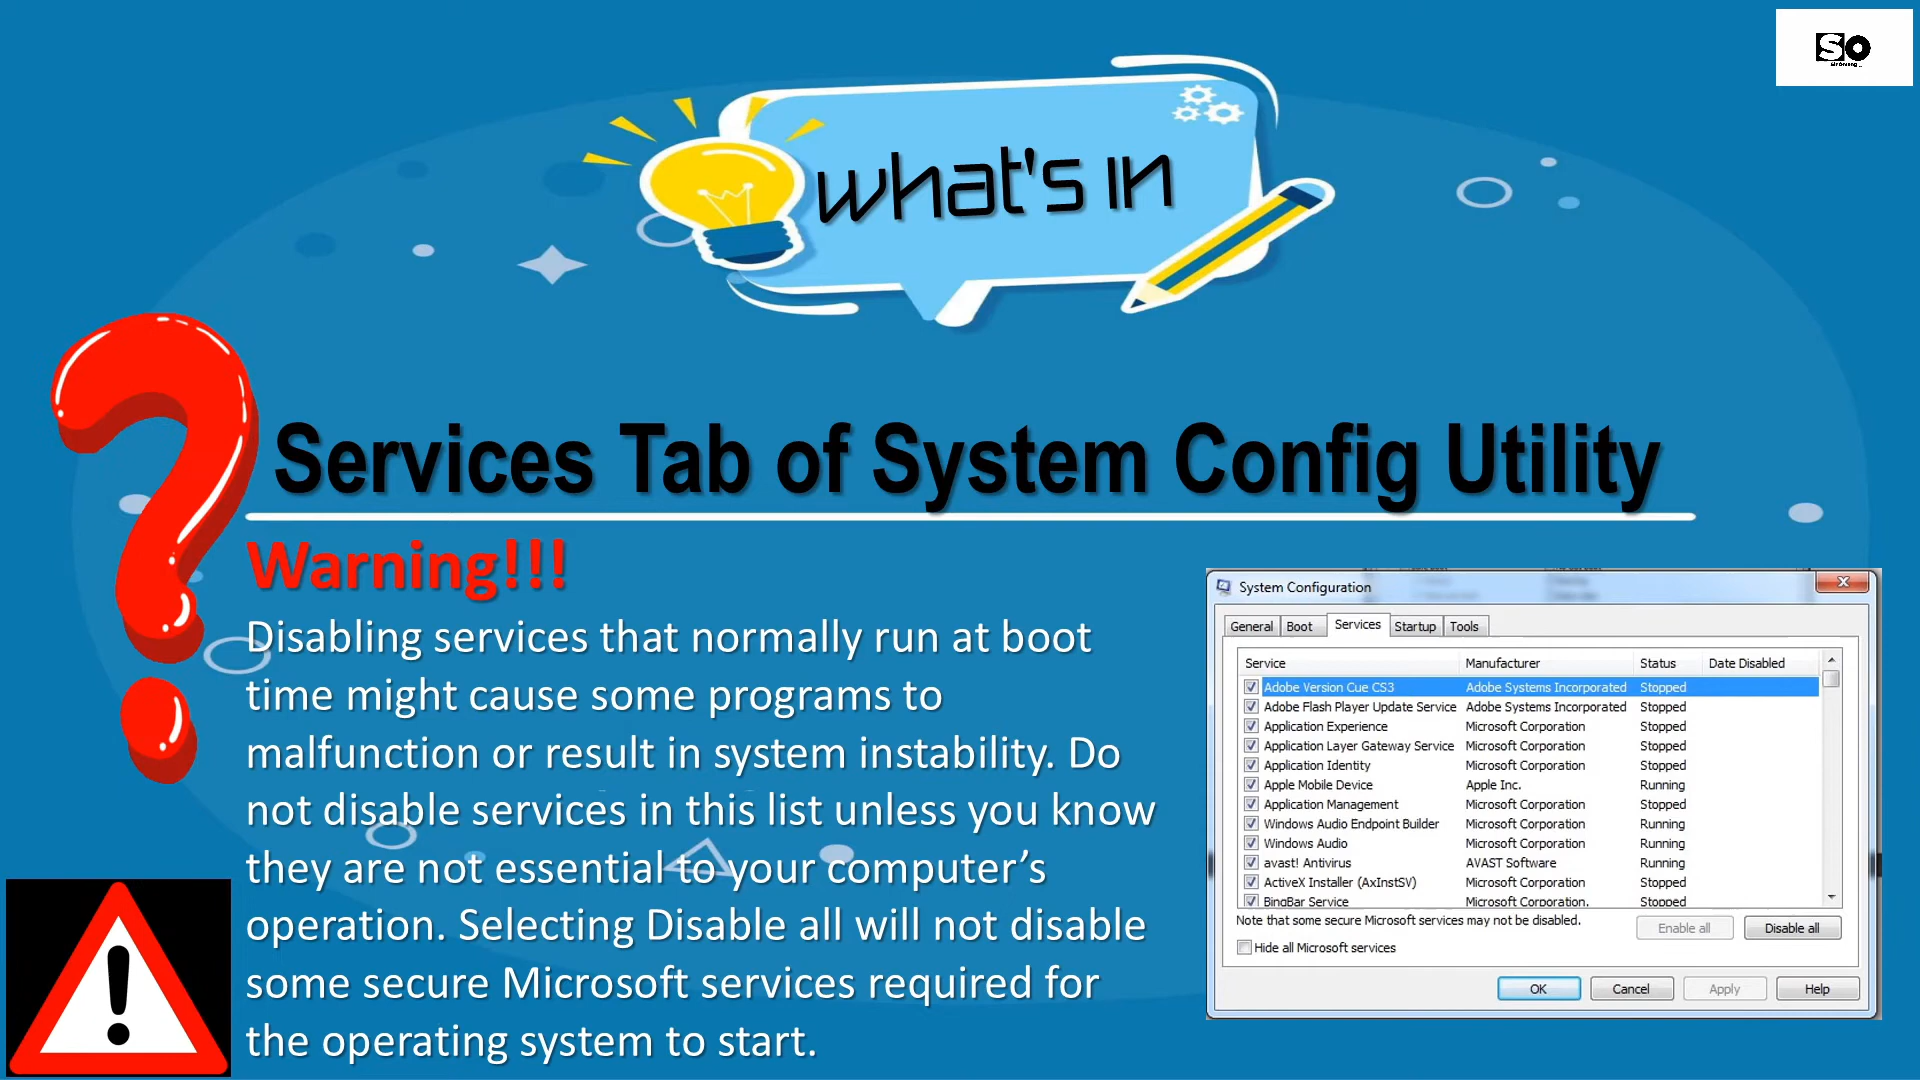 SO
What's In
Services Tab of System Config Utility
Warning!!!
Disabling services that normally run at boot
time might cause some programs to
malfunction or result in system instability. Do
not disable services in this list unless you know
they are not essential to your computer’s
operation. Selecting Disable all will not disable
some secure Microsoft services required for
the operating system to start.
System Configuration
General Boot Services Startup Tools
Service Manufacturer Status Date Disabled
Adobe Version Cue CS3 Adobe Systems Incorporated Stopped
Adobe Flash Player Update Service Adobe Systems Incorporated Stopped
Application Experience Microsoft Corporation Stopped
Application Layer Gateway Service Microsoft Corporation Stopped
Application Identity Microsoft Corporation Stopped
Apple Mobile Device Apple Inc. Running
Application Management Microsoft Corporation Stopped
Windows Audio Endpoint Builder Microsoft Corporation Running
Windows Audio Microsoft Corporation Running
avast! Antivirus AVAST Software Running
ActiveX Installer (AxInstSV) Microsoft Corporation Stopped
BingBar Service Microsoft Corporation. Stopped
Note that some secure Microsoft services may not be disabled.
Enable all Disable all
Hide all Microsoft services
OK Cancel Apply Help